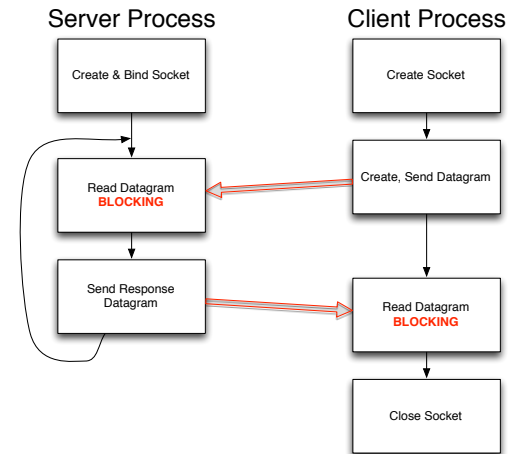 Server Process
Create & Bind Socket
Read Datagram
BLOCKING
Send Response
Datagram
Client Process
Create Socket
Create, Send Datagram
Read Datagram
BLOCKING
Close Socket